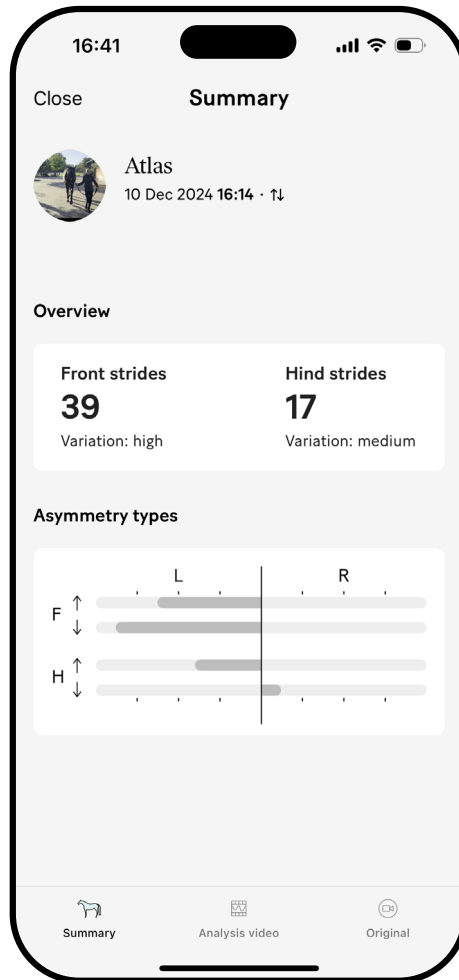 16:41
Close Summary
Atlas
10 Dec 2024 16:14 · ↑↓
Overview
Front strides Hind strides
39 17
Variation: high Variation: medium
Asymmetry types
L R
F ↑
↓
H ↑
↓
Summary Analysis video Original